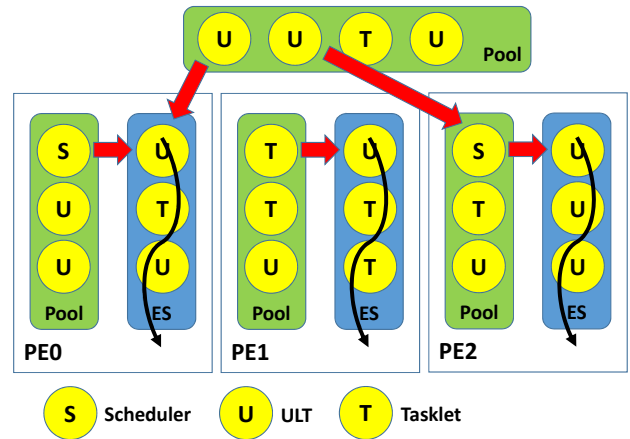 U U T U Pool
S U T U T S U
U T T T T U
U U U T U U
Pool ES Pool ES Pool ES
PE0 PE1 PE2
S Scheduler U ULT T Tasklet